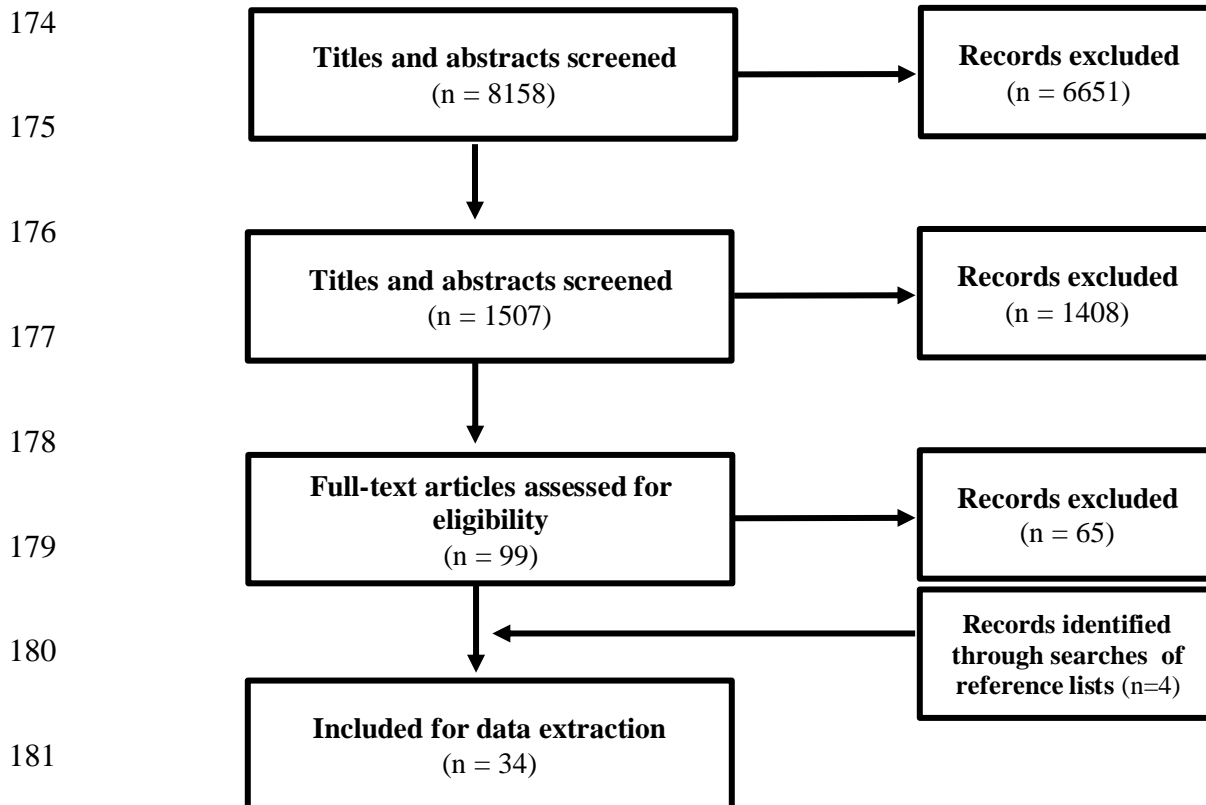 174
Titles and abstracts screened
(n = 8158)
Records excluded
(n = 6651)
175
176
Titles and abstracts screened
(n = 1507)
Records excluded
(n = 1408)
177
178
Full-text articles assessed for
eligibility
(n = 99)
Records excluded
(n = 65)
179
180
Records identified
through searches of
reference lists (n=4)
Included for data extraction
(n = 34)
181